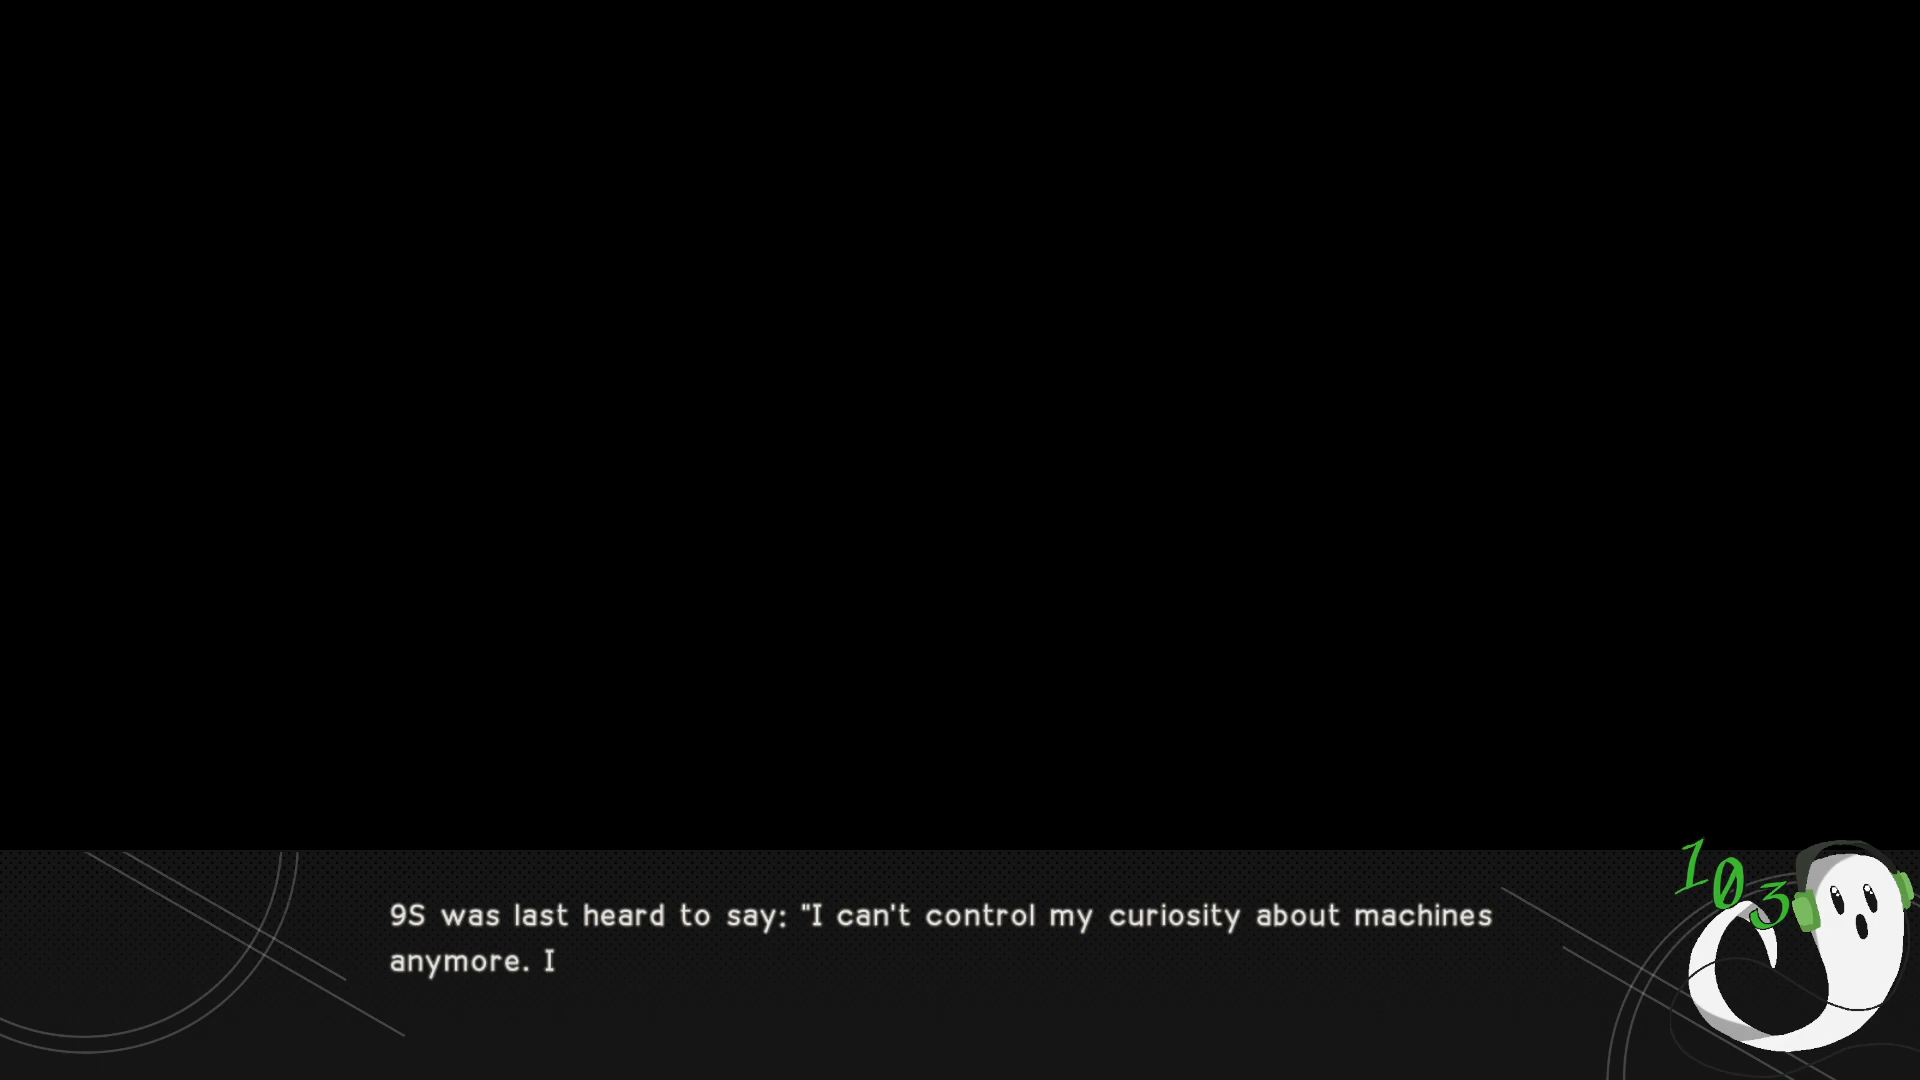 9S was last heard to say: "I can't control my curiosity about machines
anymore. I
103